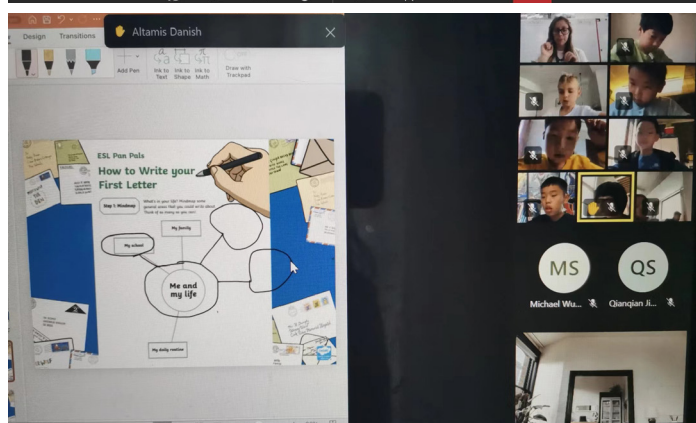 Design
Transitions
Altamis Danish
Add Pen
Ink to
Text
Ink to
Shape
Ink to
Math
Draw with
Trackpad
ESL Pan Pals
How to Write your
First Letter
Step 1: Mindmap
My family
My school
Me and
my life
My daily routine
MS
QS
Michael Wu...
Qianqian Ji...